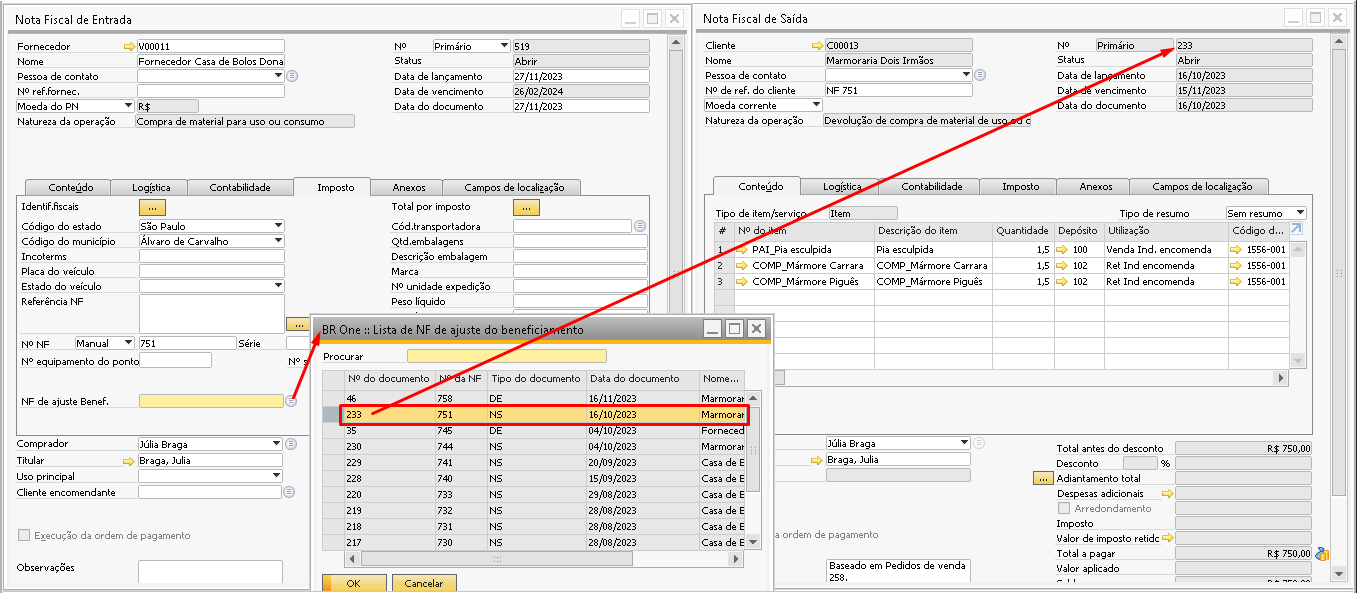 Nota Fiscal de Entrada
Fornecedor V00011
Nome Fornecedor Casa de Bolos Dona
Pessoa de contato
Nº ref.fornec.
Moeda do PN R$
Natureza da operação Compra de material para uso ou consumo
Nº Primário 519
Status Abrir
Data de lançamento 27/11/2023
Data de vencimento 26/02/2024
Data do documento 27/11/2023
Conteúdo Logística Contabilidade Imposto Anexos Campos de localização
Identif.fiscais ...
Código do estado São Paulo
Código do município Álvaro de Carvalho
Incoterms
Placa do veículo
Estado do veículo
Referência NF
...
Nº NF Manual 751 Série
Nº equipamento do ponto
NF de ajuste Benef.
Total por imposto ...
Cód.transportadora
Qtd.embalagens
Descrição embalagem
Marca
Nº unidade expedição
Peso líquido
Comprador Júlia Braga
Titular Braga, Julia
Uso principal
Cliente encomendante
Execução da ordem de pagamento
Observações
BR One :: Lista de NF de ajuste do beneficiamento
Procurar
Nº do documento Nº da NF Tipo do documento Data do documento Nome...
46 758 DE 16/11/2023 Marmorar
233 751 NS 16/10/2023 Marmorar
35 745 DE 04/10/2023 Forneced
230 744 NS 04/10/2023 Marmorar
229 741 NS 20/09/2023 Casa de B
228 740 NS 15/09/2023 Casa de B
220 733 NS 29/08/2023 Casa de B
219 732 NS 28/08/2023 Casa de B
218 731 NS 28/08/2023 Casa de B
217 730 NS 28/08/2023 Casa de B
OK Cancelar
Nota Fiscal de Saída
Cliente C00013
Nome Marmoraria Dois Irmãos
Pessoa de contato
Nº de ref. do cliente NF 751
Moeda corrente
Natureza da operação Devolução de compra de material de uso ou c
Nº Primário 233
Status Abrir
Data de lançamento 16/10/2023
Data de vencimento 15/11/2023
Data do documento 16/10/2023
Conteúdo Logística Contabilidade Imposto Anexos Campos de localização
Tipo de item/serviço Item Tipo de resumo Sem resumo
# Nº do item Descrição do item Quantidade Depósito Utilização Código d...
1 PAI_Pia esculpida Pia esculpida 1,5 100 Venda Ind. encomenda 1556-001
2 COMP_Mármore Carrara COMP_Mármore Carrara 1,5 102 Ret Ind encomenda 1556-001
3 COMP_Mármore Piguês COMP_Mármore Piguês 1,5 102 Ret Ind encomenda 1556-001
Júlia Braga
Braga, Julia
a ordem de pagamento
Baseado em Pedidos de venda
258.
Total antes do desconto R$ 750,00
Desconto %
... Adiantamento total
Despesas adicionais
Arredondamento
Imposto
Valor de imposto retidc
Total a pagar R$ 750,00
Valor aplicado